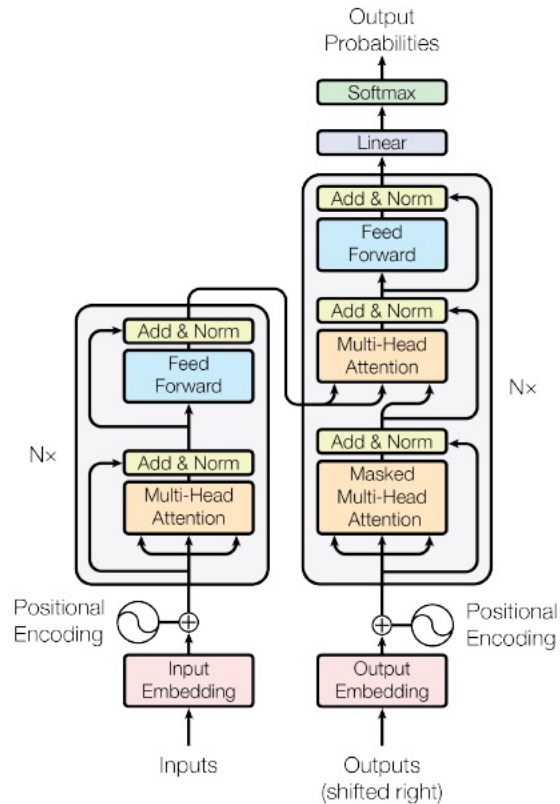 Output
Probabilities
Softmax
Linear
Add & Norm
Feed
Forward
Add & Norm
Multi-Head
Attention
Add & Norm
Masked
Multi-Head
Attention
N×
Add & Norm
Feed
Forward
N×
Add & Norm
Multi-Head
Attention
Positional
Encoding
Positional
Encoding
Input
Embedding
Output
Embedding
Inputs
Outputs
(shifted right)